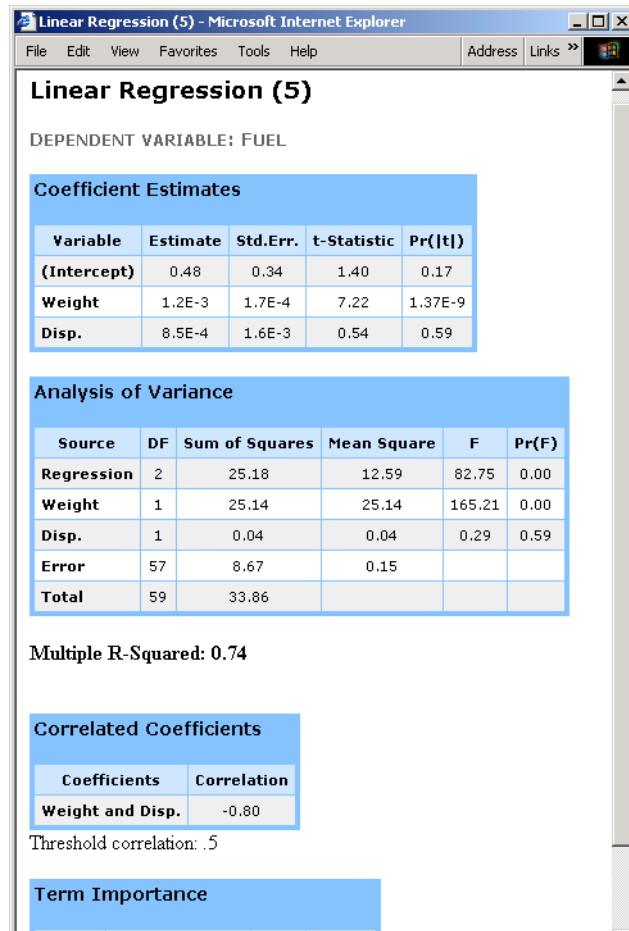 Linear Regression (5) - Microsoft Internet Explorer
File Edit View Favorites Tools Help Address Links »
Linear Regression (5)
DEPENDENT VARIABLE: FUEL
Coefficient Estimates
Variable Estimate Std.Err. t-Statistic Pr(|t|)
(Intercept) 0.48 0.34 1.40 0.17
Weight 1.2E-3 1.7E-4 7.22 1.37E-9
Disp. 8.5E-4 1.6E-3 0.54 0.59
Analysis of Variance
Source DF Sum of Squares Mean Square F Pr(F)
Regression 2 25.18 12.59 82.75 0.00
Weight 1 25.14 25.14 165.21 0.00
Disp. 1 0.04 0.04 0.29 0.59
Error 57 8.67 0.15
Total 59 33.86
Multiple R-Squared: 0.74
Correlated Coefficients
Coefficients Correlation
Weight and Disp. -0.80
Threshold correlation: .5
Term Importance